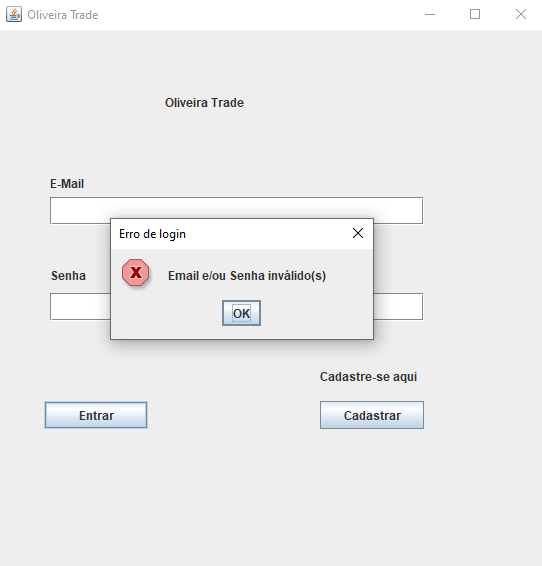 Oliveira Trade
Oliveira Trade
E-Mail
Erro de login
Senha
Email e/ou Senha inválido(s)
OK
Cadastre-se aqui
Entrar
Cadastrar